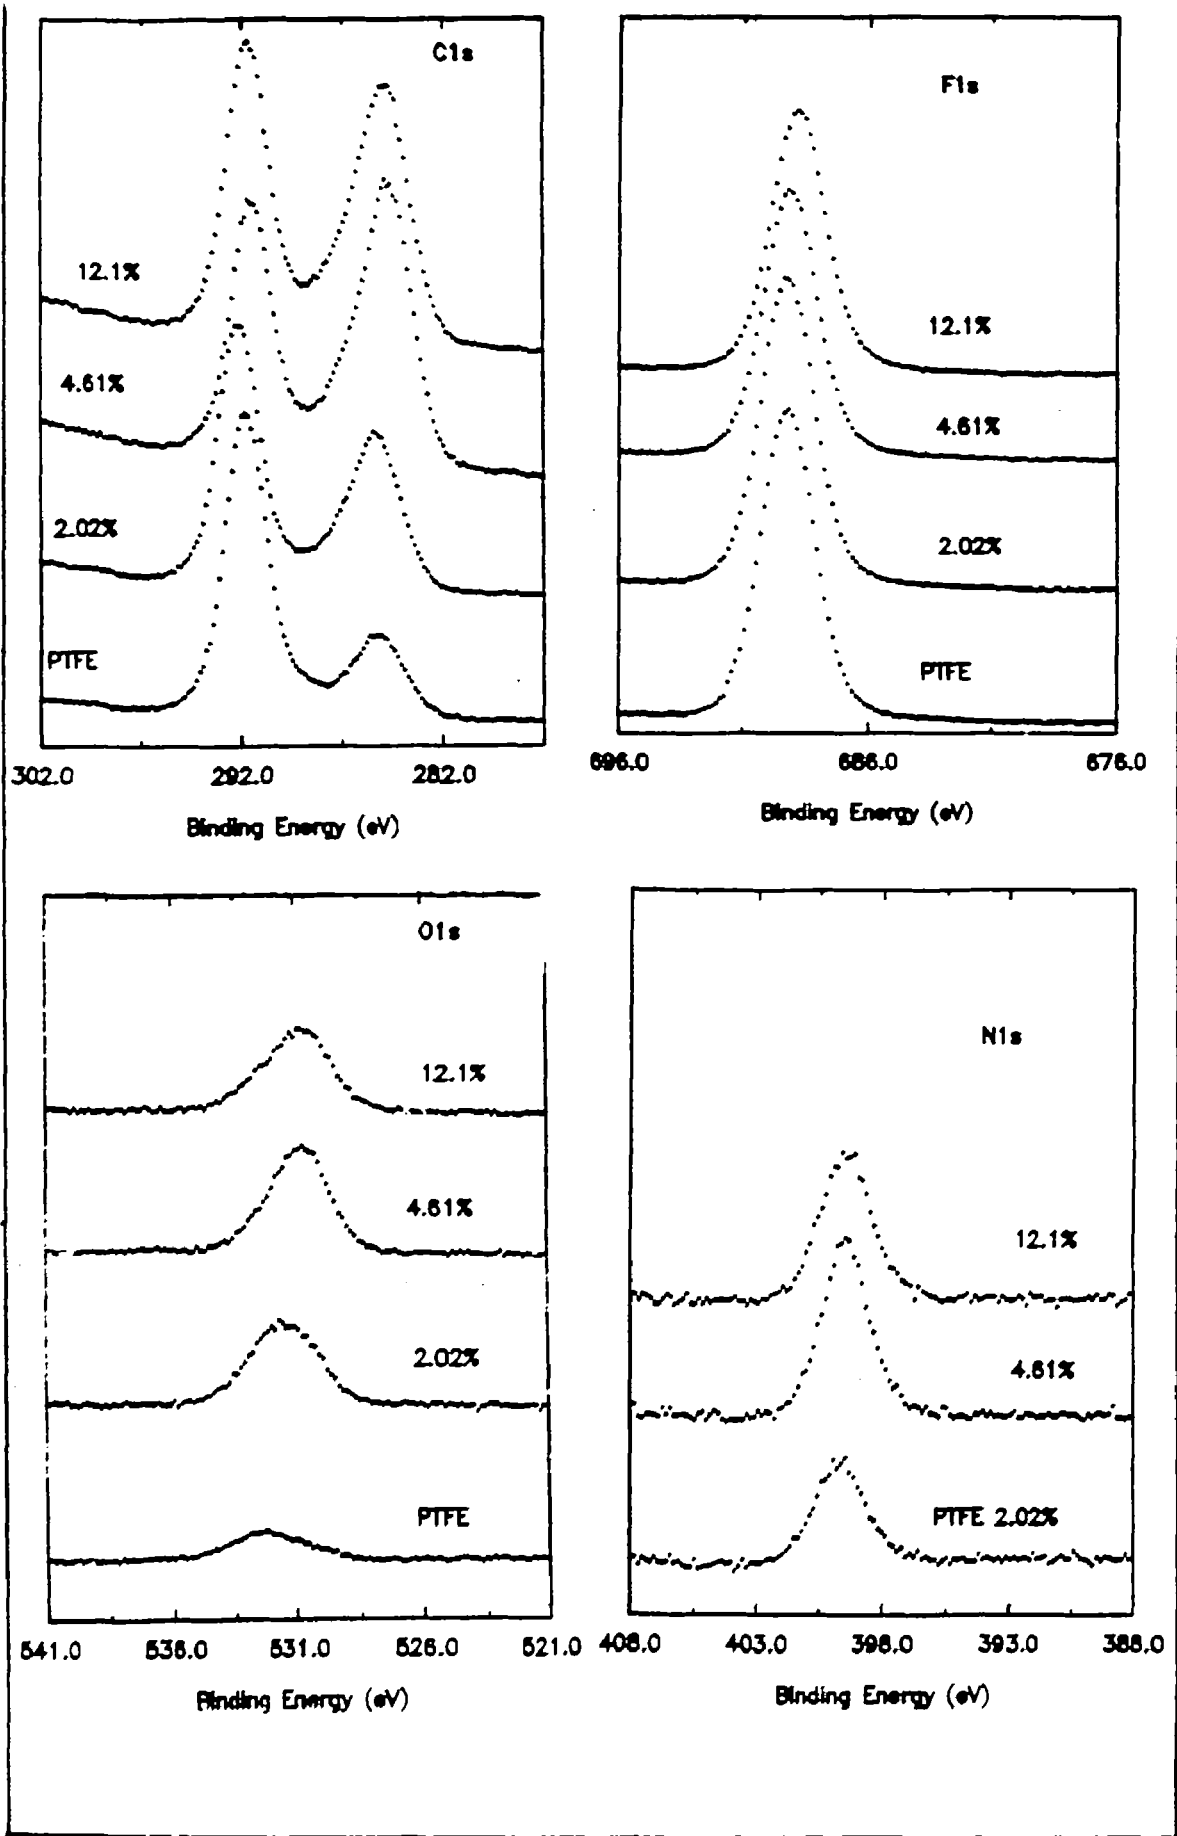 C1s
12.1%
4.61%
2.02%
PTFE
302.0 292.0 282.0
Binding Energy (eV)
F1s
12.1%
4.61%
2.02%
PTFE
696.0 686.0 676.0
Binding Energy (eV)
O1s
12.1%
4.61%
2.02%
PTFE
541.0 536.0 531.0 526.0 521.0
Binding Energy (eV)
N1s
12.1%
4.61%
PTFE 2.02%
408.0 403.0 398.0 393.0 388.0
Binding Energy (eV)